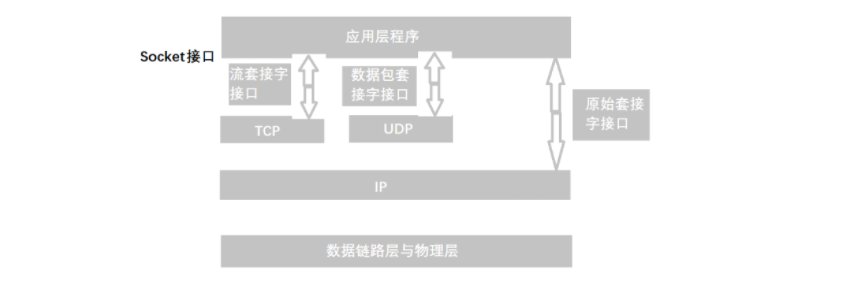 应用层程序
Socket接口
流套接字
接口
数据包套
接字接口
原始套接
字接口
TCP
UDP
IP
数据链路层与物理层